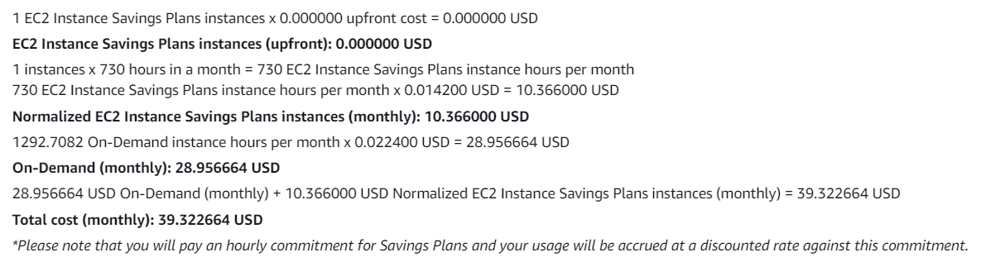 1 EC2 Instance Savings Plans instances x 0.000000 upfront cost = 0.000000 USD
EC2 Instance Savings Plans instances (upfront): 0.000000 USD
1 instances x 730 hours in a month = 730 EC2 Instance Savings Plans instance hours per month
730 EC2 Instance Savings Plans instance hours per month x 0.014200 USD = 10.366000 USD
Normalized EC2 Instance Savings Plans instances (monthly): 10.366000 USD
1292.7082 On-Demand instance hours per month x 0.022400 USD = 28.956664 USD
On-Demand (monthly): 28.956664 USD
28.956664 USD On-Demand (monthly) + 10.366000 USD Normalized EC2 Instance Savings Plans instances (monthly) = 39.322664 USD
Total cost (monthly): 39.322664 USD
*Please note that you will pay an hourly commitment for Savings Plans and your usage will be accrued at a discounted rate against this commitment.